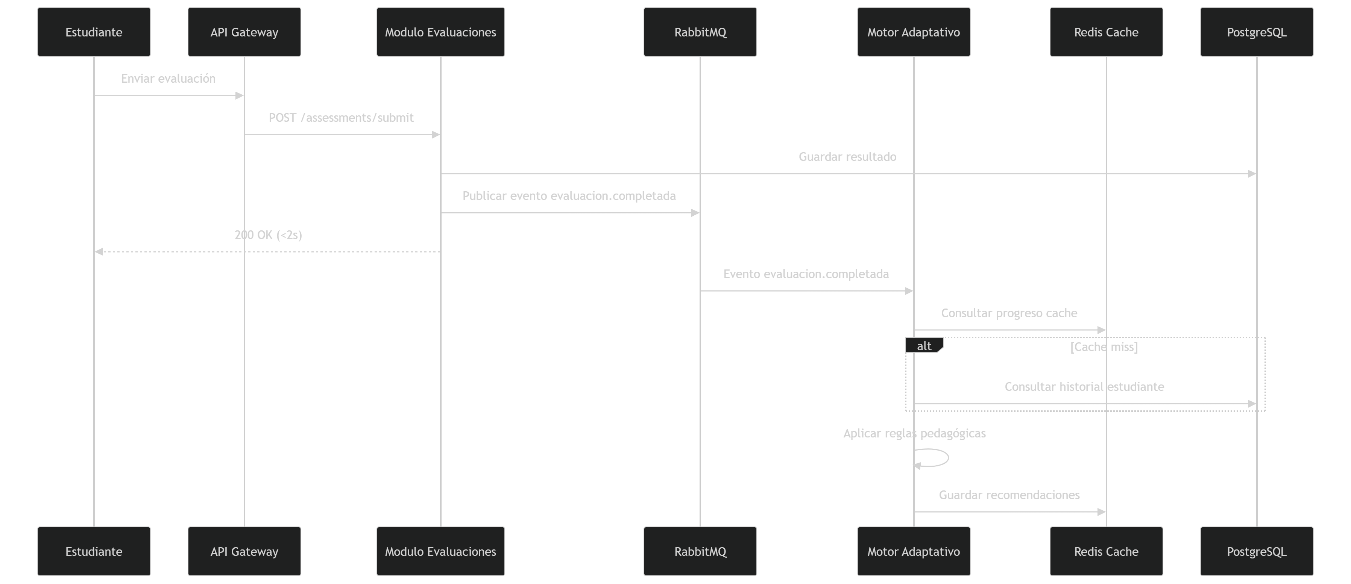 Estudiante
API Gateway
Modulo Evaluaciones
RabbitMQ
Motor Adaptativo
Redis Cache
PostgreSQL
Enviar evaluación
POST /assessments/submit
Guardar resultado
Publicar evento evaluacion.completada
200 OK (<2s)
Evento evaluacion.completada
Consultar progreso cache
alt
[Cache miss]
Consultar historial estudiante
Aplicar reglas pedagógicas
Guardar recomendaciones
Estudiante
API Gateway
Modulo Evaluaciones
RabbitMQ
Motor Adaptativo
Redis Cache
PostgreSQL